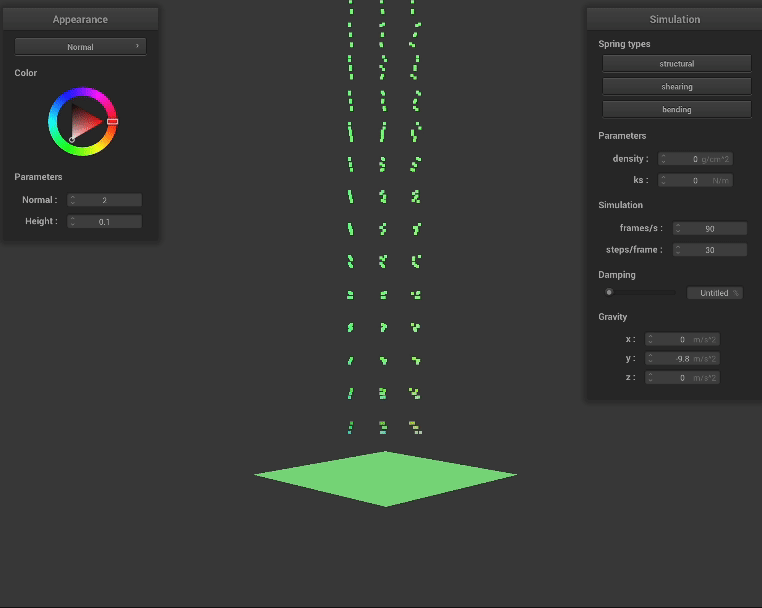 Appearance
Normal
Color
Parameters
Normal : 2
Height : 0.1
Simulation
Spring types
structural
shearing
bending
Parameters
density : 0 g/cm^2
ks : 0 N/m
Simulation
frames/s : 90
steps/frame : 30
Damping
Untitled %
Gravity
x : 0 m/s^2
y : -9.8 m/s^2
z : 0 m/s^2